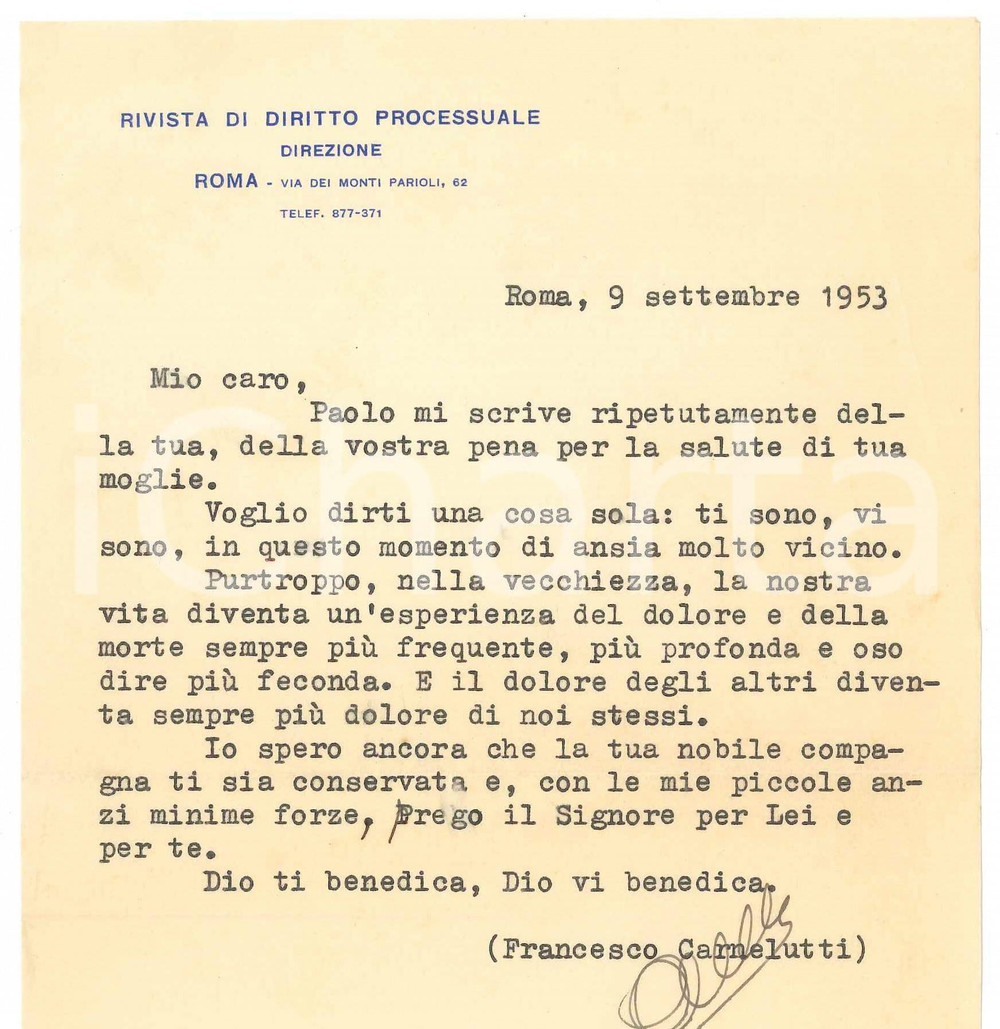 RIVISTA DI DIRITTO PROCESSUALE
DIREZIONE
ROMA - VIA DEI MONTI PARIOLI, 62
TELEF. 877-371
Roma, 9 settembre 1953
Mio caro,
Paolo mi scrive ripetutamente del-
la tua, della vostra pena per la salute di tua
moglie.
Voglio dirti una cosa sola: ti sono, vi
sono, in questo momento di ansia molto vicino.
Purtroppo, nella vecchiezza, la nostra
vita diventa un'esperienza del dolore e della
morte sempre più frequente, più profonda e oso
dire più feconda. E il dolore degli altri diven-
ta sempre più dolore di noi stessi.
Io spero ancora che la tua nobile compa-
gna ti sia conservata e, con le mie piccole an-
zi minime forze, prego il Signore per Lei e
per te.
Dio ti benedica, Dio vi benedica.
(Francesco Carnelutti)
iCharta